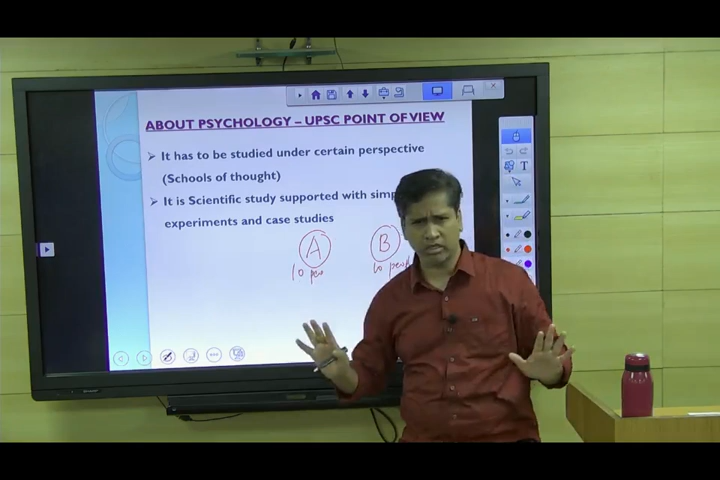 ABOUT PSYCHOLOGY – UPSC POINT OF VIEW
➢ It has to be studied under certain perspective
(Schools of thought)
➢ It is Scientific study supported with
experiments and case studies
A B
10 10
T